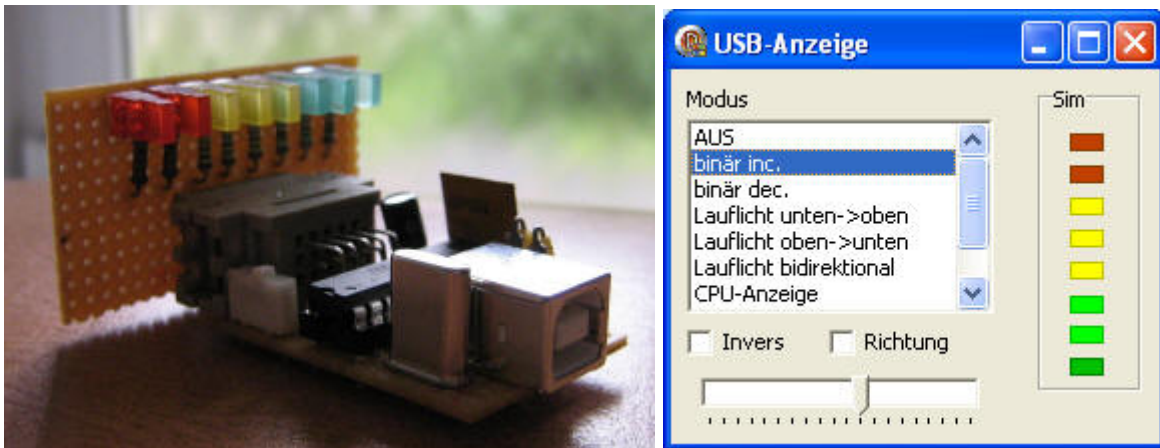 USB-Anzeige
Modus
Sim
AUS
binär inc.
binär dec.
Lauflicht unten->oben
Lauflicht oben->unten
Lauflicht bidirektional
CPU-Anzeige
Invers
Richtung